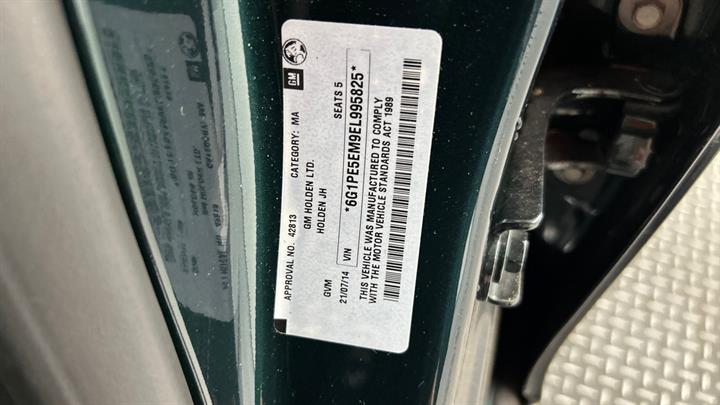 APPROVAL NO. 42813 CATEGORY: MA
GM HOLDEN LTD.
HOLDEN JH
GVM SEATS 5
21/07/14 VIN *6G1PE5EM9EL995825*
THIS VEHICLE WAS MANUFACTURED TO COMPLY
WITH THE MOTOR VEHICLE STANDARDS ACT 1989
GM